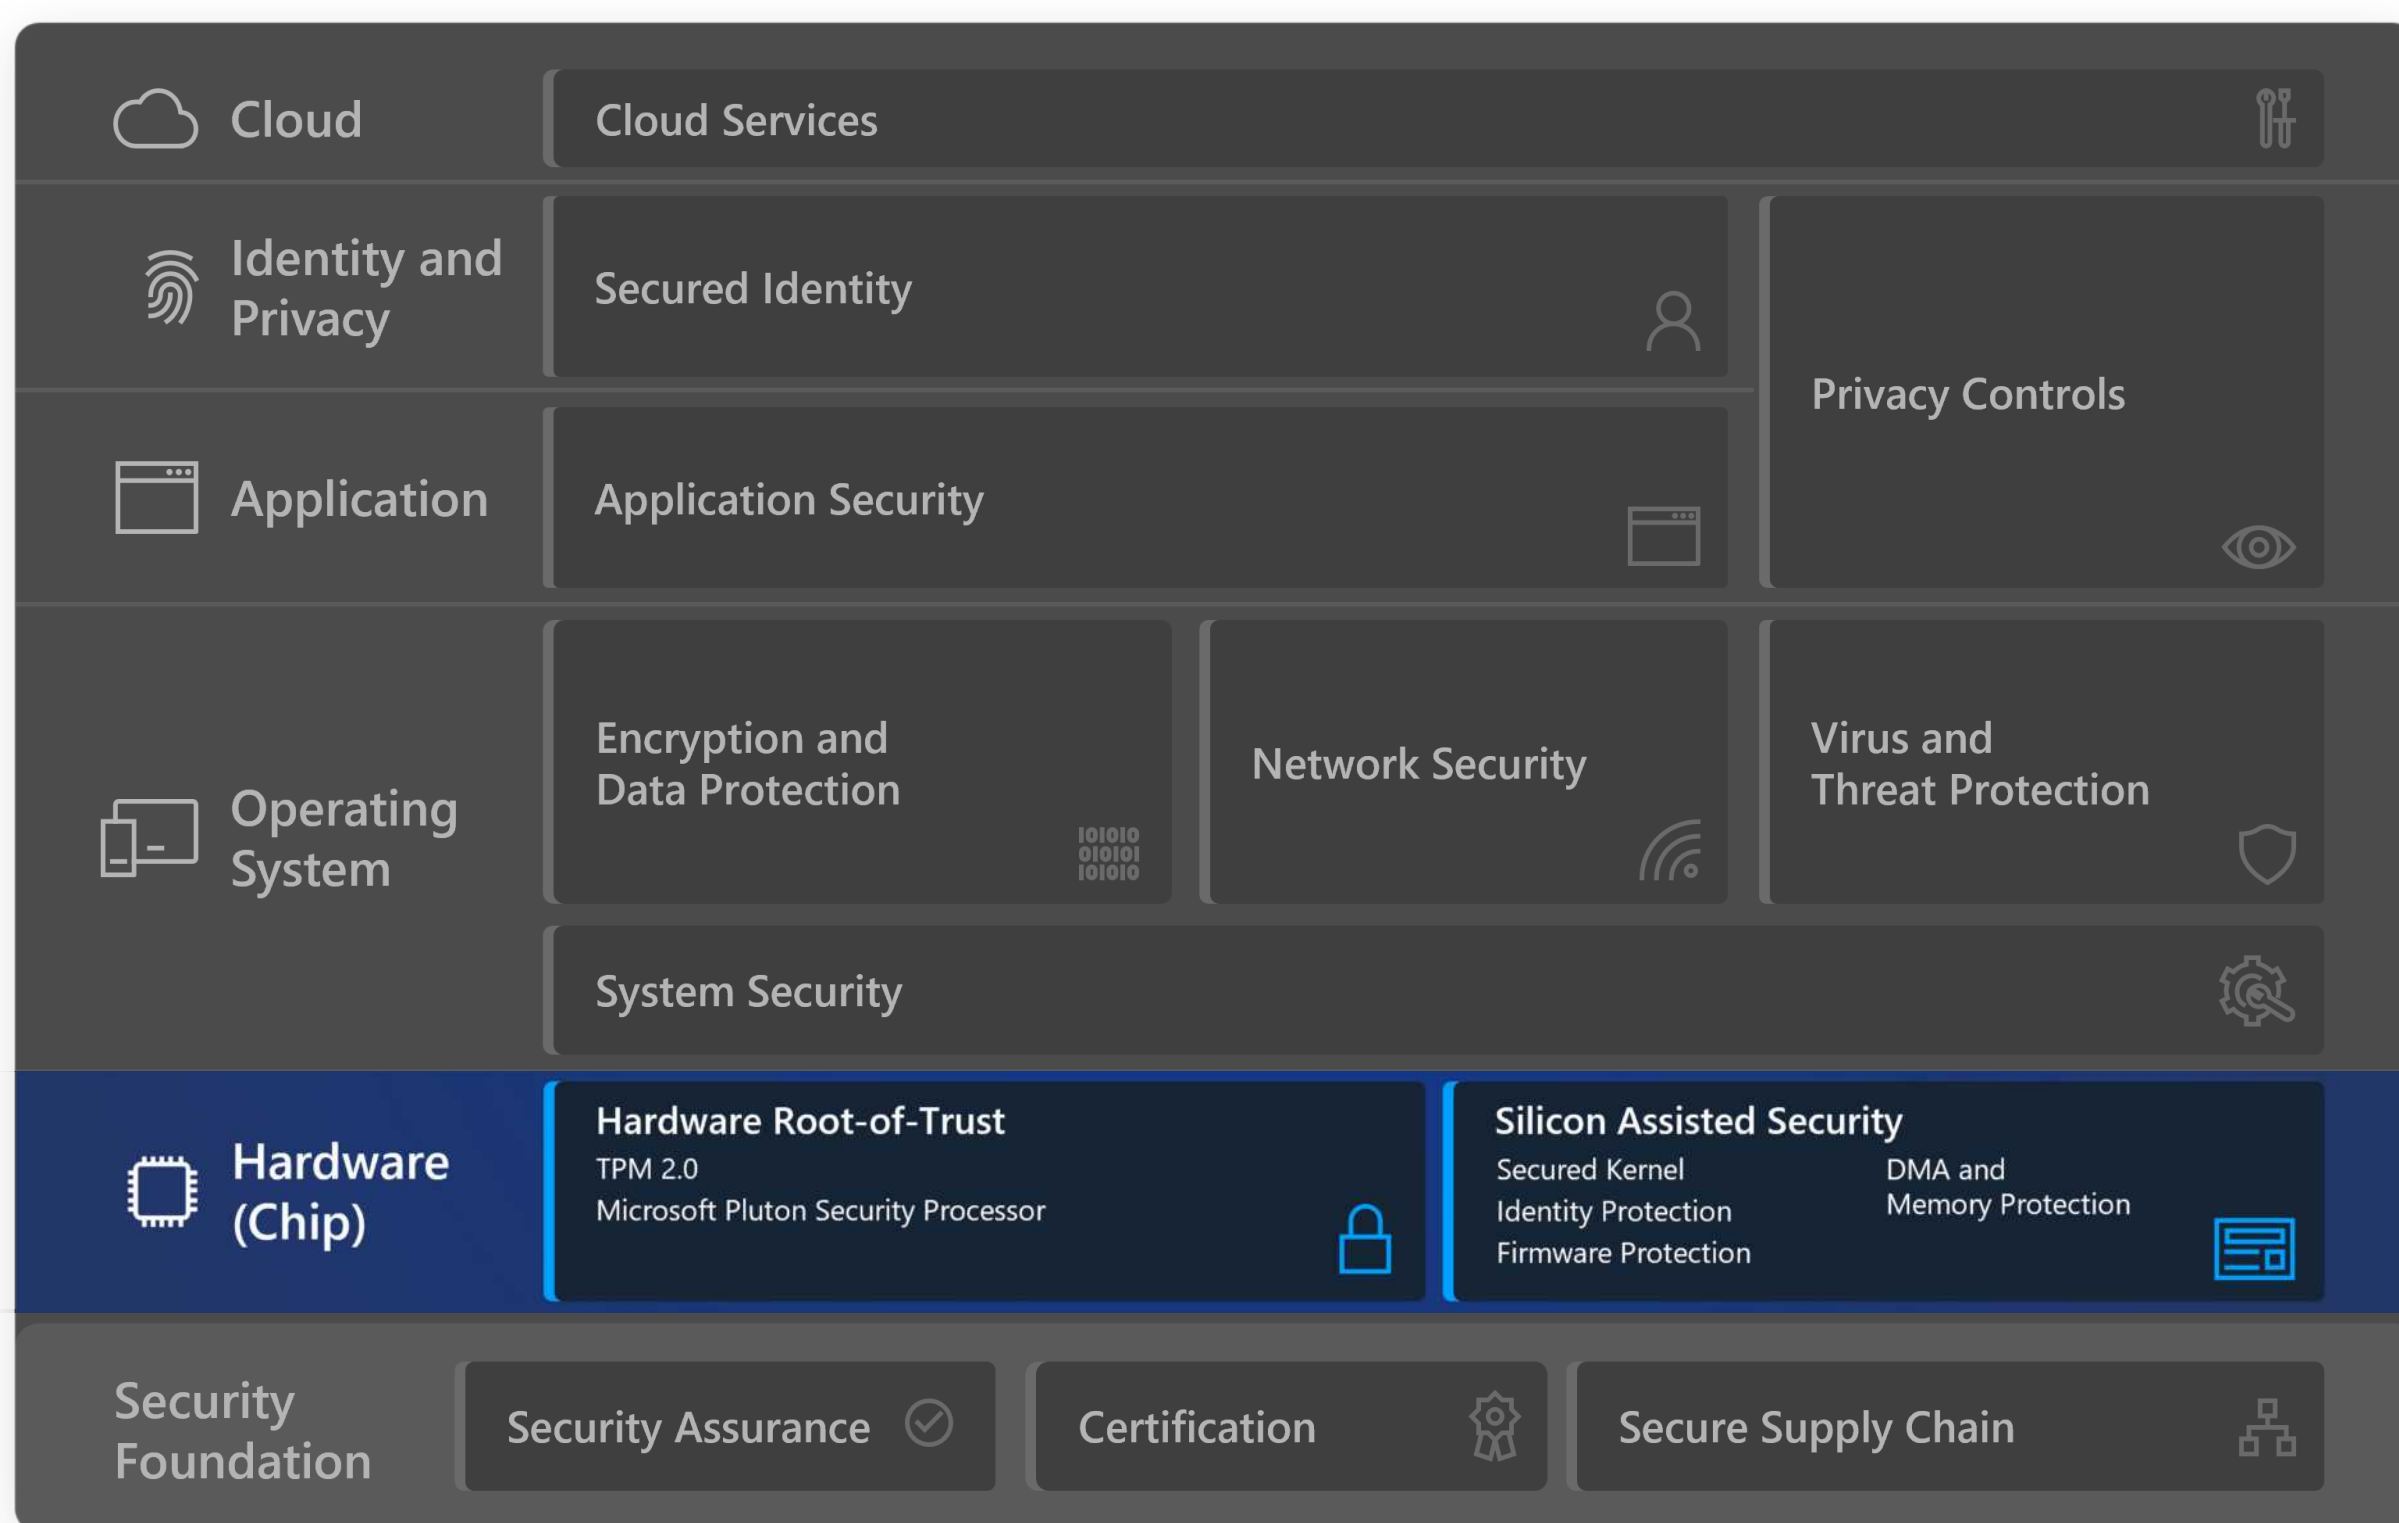 Cloud
Cloud Services
Identity and
Privacy
Secured Identity
Privacy Controls
Application
Application Security
Operating
System
Encryption and
Data Protection
101010
010101
101010
Network Security
Virus and
Threat Protection
System Security
Hardware
(Chip)
Hardware Root-of-Trust
TPM 2.0
Microsoft Pluton Security Processor
Silicon Assisted Security
Secured Kernel
Identity Protection
Firmware Protection
DMA and
Memory Protection
Security
Foundation
Security Assurance
Certification
Secure Supply Chain